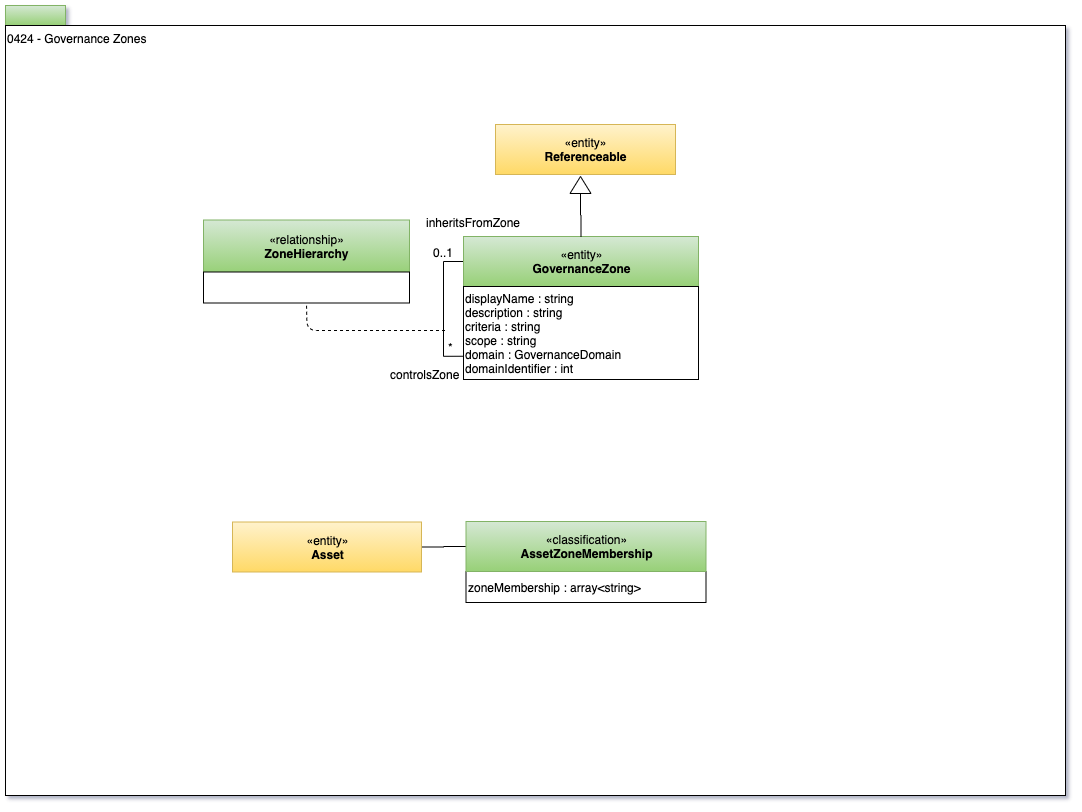 0424 - Governance Zones
«entity»
Referenceable
inheritsFromZone
«relationship»
ZoneHierarchy
0..1
«entity»
GovernanceZone
displayName : string
description : string
criteria : string
scope : string
*
domain : GovernanceDomain
domainIdentifier : int
controlsZone
«entity»
Asset
«classification»
AssetZoneMembership
zoneMembership : array<string>